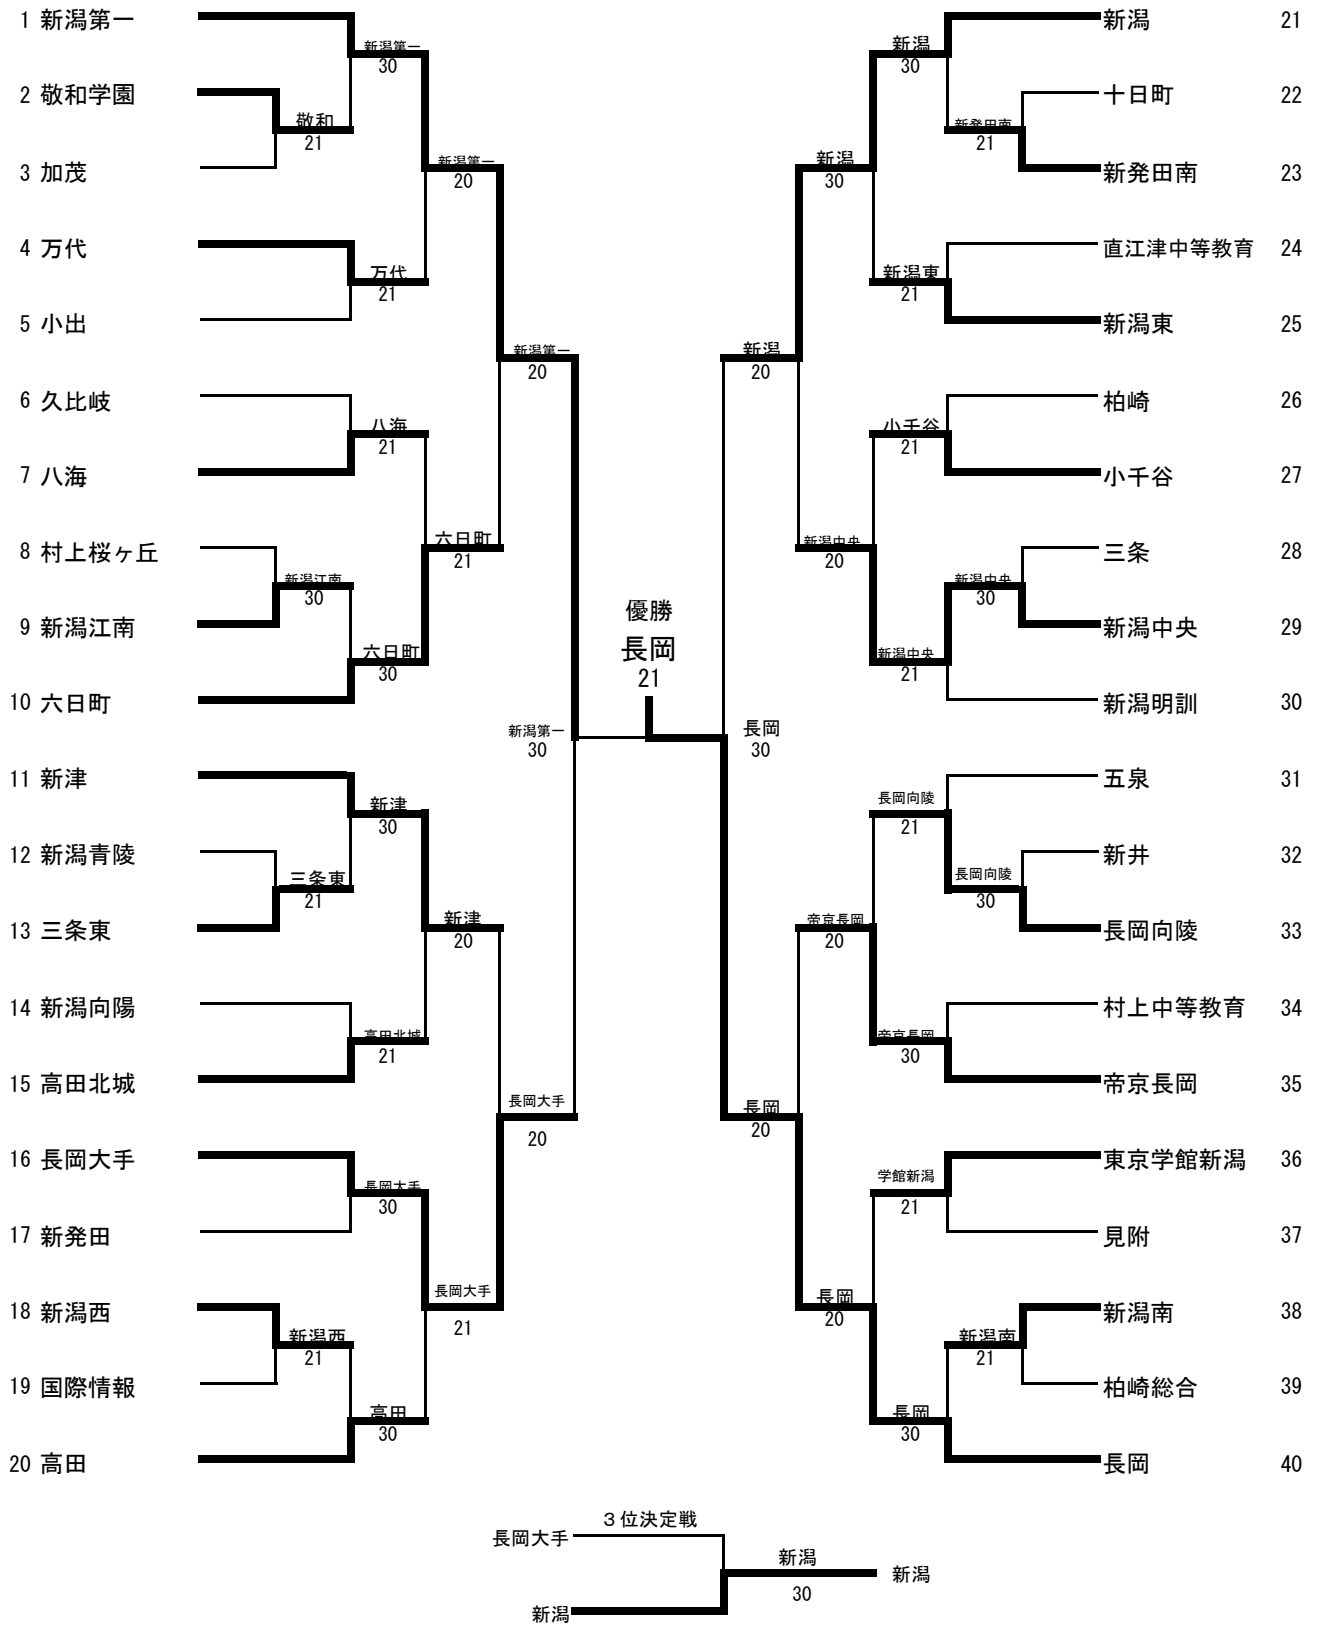 1 新潟第一
2 敬和学園
3 加茂
4 万代
5 小出
6 久比岐
7 八海
8 村上桜ヶ丘
9 新潟江南
10 六日町
11 新津
12 新潟青陵
13 三条東
14 新潟向陽
15 高田北城
16 長岡大手
17 新発田
18 新潟西
19 国際情報
20 高田
敬和
21
新潟江南
30
三条東
21
新潟西
21
新潟第一
30
万代
21
八海
21
六日町
30
新津
30
高田北城
21
長岡大手
30
高田
30
新潟第一
20
六日町
21
新津
20
長岡大手
21
新潟第一
20
長岡大手
20
新潟第一
30
優勝
長岡
21
長岡
30
新潟
20
長岡
20
新潟
30
新潟中央
20
帝京長岡
20
長岡
20
新潟
30
新潟東
21
小千谷
21
新潟中央
21
長岡向陵
21
帝京長岡
30
学館新潟
21
長岡
30
新発田南
21
新潟中央
30
長岡向陵
30
新潟南
21
新潟 21
十日町 22
新発田南 23
直江津中等教育 24
新潟東 25
柏崎 26
小千谷 27
三条 28
新潟中央 29
新潟明訓 30
五泉 31
新井 32
長岡向陵 33
村上中等教育 34
帝京長岡 35
東京学館新潟 36
見附 37
新潟南 38
柏崎総合 39
長岡 40
３位決定戦
長岡大手
新潟
新潟
30
新潟